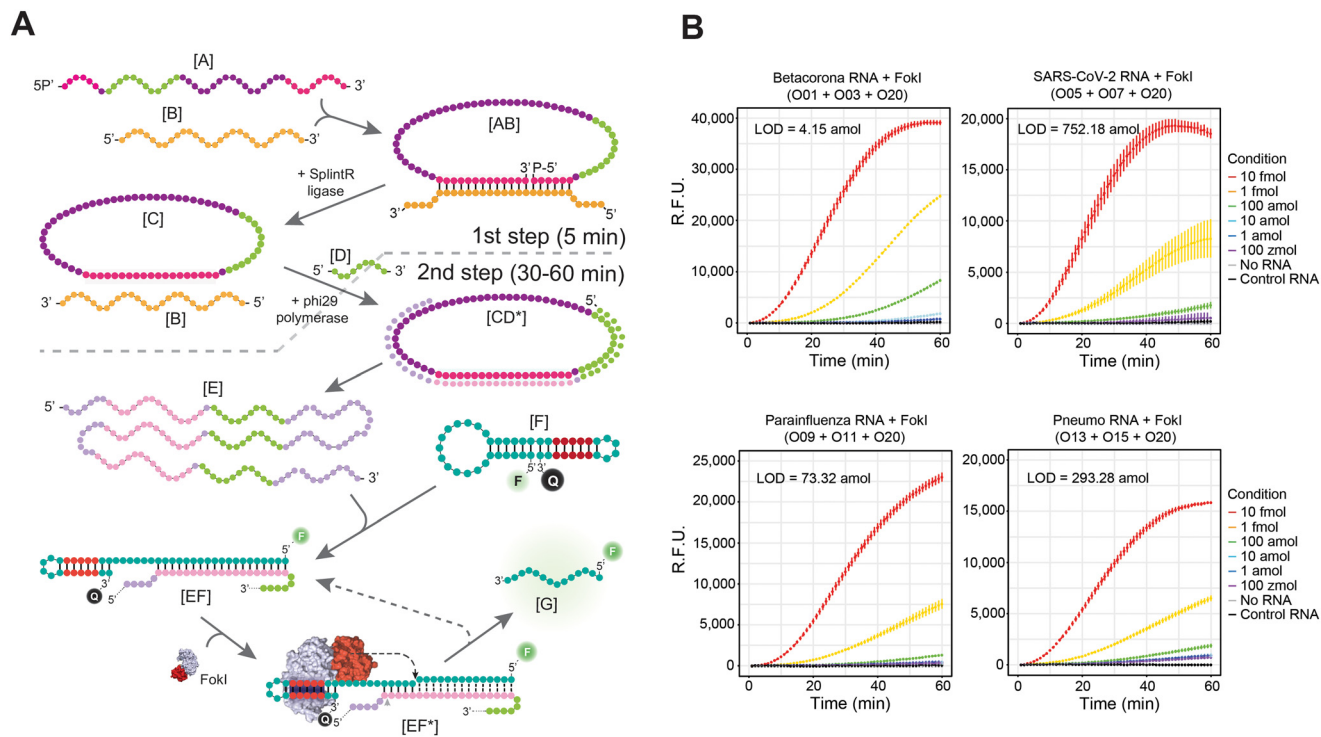 A
[A]
5P'
3'
[B]
5'-
-3'
[AB]
3' P-5'
+ SplintR
ligase
3'
5'
[C]
1st step (5 min)
[D]
5'
3'
2nd step (30-60 min)
3'
5'
[B]
+ phi29
polymerase
5'
[CD*]
[E]
5'
3'
[F]
5' 3'
F
Q
5'
F
3'
Q
5'
3'
[EF]
F
5'
[G]
FokI
F
5'
3'
Q
5'
3'
[EF*]
B
Betacorona RNA + FokI
(O01 + O03 + O20)
LOD = 4.15 amol
40,000
30,000
20,000
10,000
0
R.F.U.
0 20 40 60
Time (min)
SARS-CoV-2 RNA + FokI
(O05 + O07 + O20)
LOD = 752.18 amol
20,000
15,000
10,000
5,000
0
0 20 40 60
Time (min)
Condition
10 fmol
1 fmol
100 amol
10 amol
1 amol
100 zmol
No RNA
Control RNA
Parainfluenza RNA + FokI
(O09 + O11 + O20)
LOD = 73.32 amol
25,000
20,000
15,000
10,000
5,000
0
R.F.U.
0 20 40 60
Time (min)
Pneumo RNA + FokI
(O13 + O15 + O20)
LOD = 293.28 amol
20,000
15,000
10,000
5,000
0
0 20 40 60
Time (min)
Condition
10 fmol
1 fmol
100 amol
10 amol
1 amol
100 zmol
No RNA
Control RNA